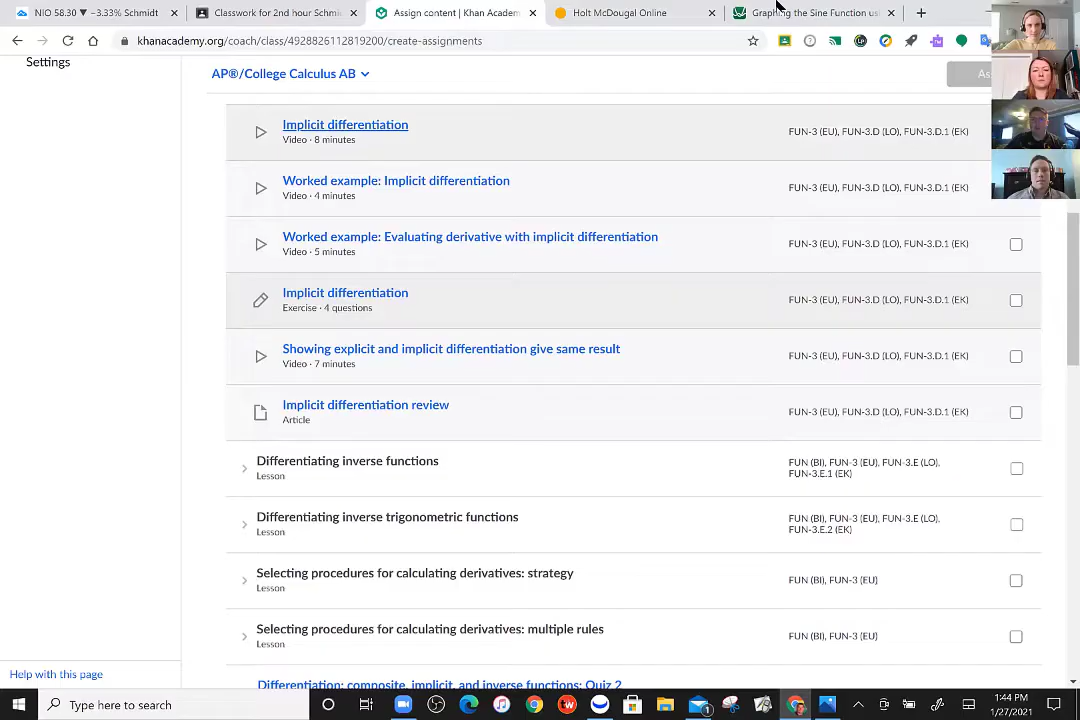 NIO 58.30 ▼ −3.33% Schmidt
Classwork for 2nd hour Schmi
Assign content | Khan Academ
Holt McDougal Online
Graphing the Sine Function us
khanacademy.org/coach/class/4928826112819200/create-assignments
Settings
AP®/College Calculus AB
Implicit differentiation
Video · 8 minutes
FUN-3 (EU), FUN-3.D (LO), FUN-3.D.1 (EK)
Worked example: Implicit differentiation
Video · 4 minutes
FUN-3 (EU), FUN-3.D (LO), FUN-3.D.1 (EK)
Worked example: Evaluating derivative with implicit differentiation
Video · 5 minutes
FUN-3 (EU), FUN-3.D (LO), FUN-3.D.1 (EK)
Implicit differentiation
Exercise · 4 questions
FUN-3 (EU), FUN-3.D (LO), FUN-3.D.1 (EK)
Showing explicit and implicit differentiation give same result
Video · 7 minutes
FUN-3 (EU), FUN-3.D (LO), FUN-3.D.1 (EK)
Implicit differentiation review
Article
FUN-3 (EU), FUN-3.D (LO), FUN-3.D.1 (EK)
Differentiating inverse functions
Lesson
FUN (BI), FUN-3 (EU), FUN-3.E (LO),
FUN-3.E.1 (EK)
Differentiating inverse trigonometric functions
Lesson
FUN (BI), FUN-3 (EU), FUN-3.E (LO),
FUN-3.E.2 (EK)
Selecting procedures for calculating derivatives: strategy
Lesson
FUN (BI), FUN-3 (EU)
Selecting procedures for calculating derivatives: multiple rules
Lesson
FUN (BI), FUN-3 (EU)
Differentiation: composite, implicit, and inverse functions: Quiz 2
Help with this page
Type here to search
1:44 PM
1/27/2021